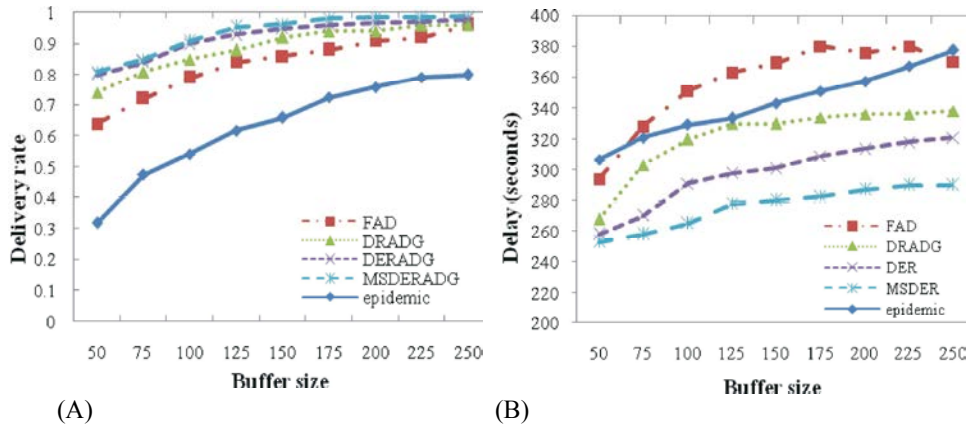 1
0.9
0.8
0.7
0.6
0.5
0.4
0.3
0.2
0.1
0
Delivery rate
FAD
DRADG
DERADG
MSDERADG
epidemic
50 75 100 125 150 175 200 225 250
Buffer size
(A)
400
380
360
340
320
300
280
260
240
220
200
Delay (seconds)
FAD
DRADG
DER
MSDER
epidemic
50 75 100 125 150 175 200 225 250
Buffer size
(B)